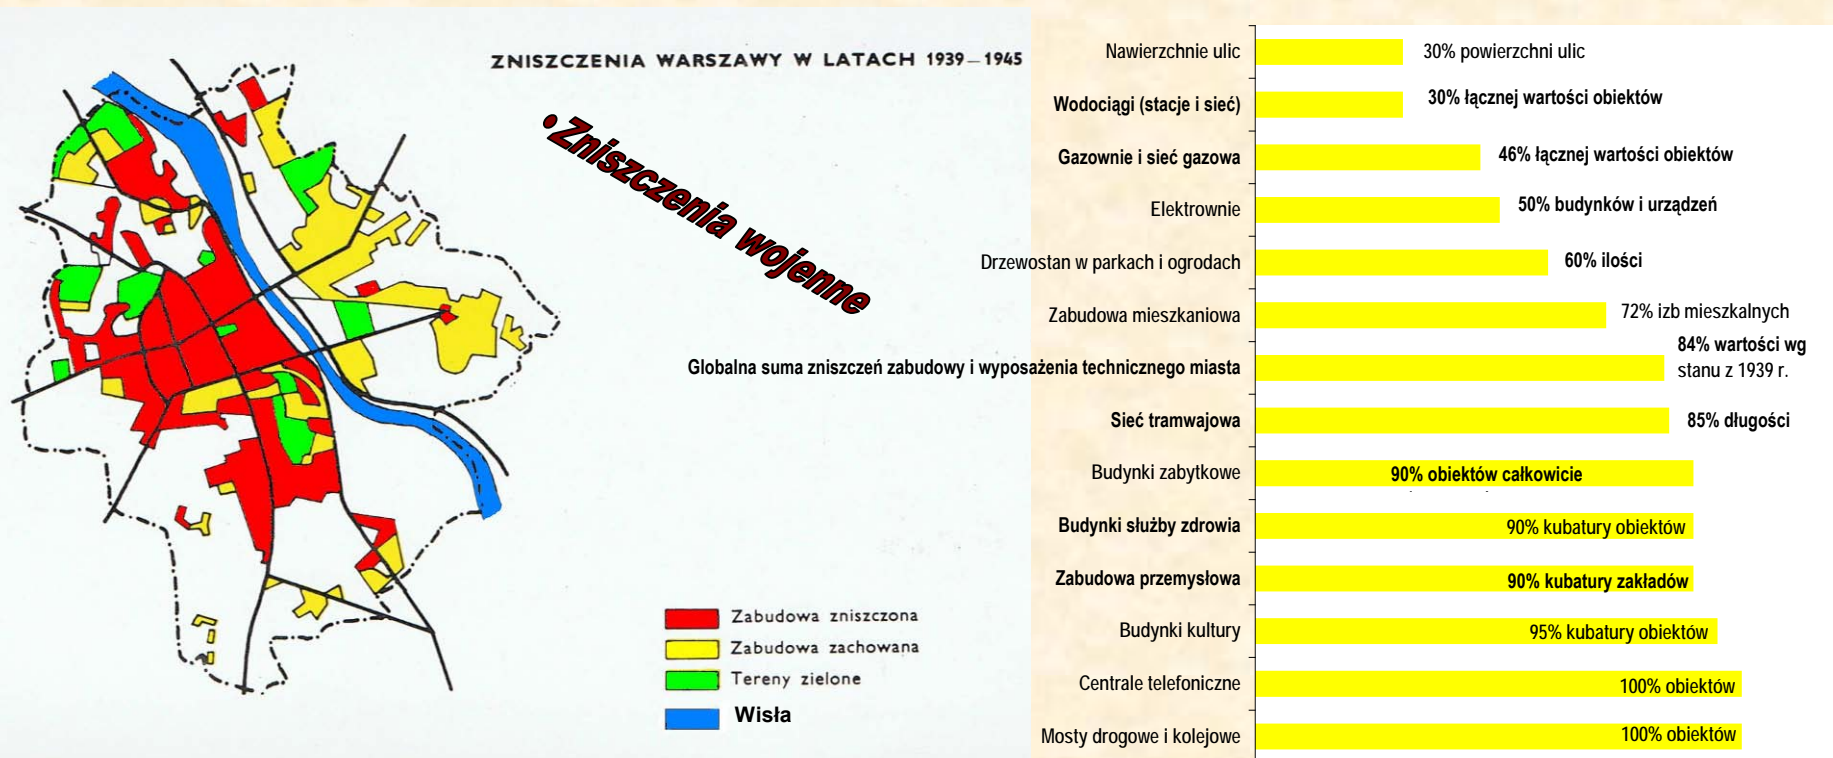 ZNISZCZENIA WARSZAWY W LATACH 1939–1945
•Zniszczenia wojenne
Zabudowa zniszczona
Zabudowa zachowana
Tereny zielone
Wisła
Nawierzchnie ulic 30% powierzchni ulic
Wodociągi (stacje i sieć) 30% łącznej wartości obiektów
Gazownie i sieć gazowa 46% łącznej wartości obiektów
Elektrownie 50% budynków i urządzeń
Drzewostan w parkach i ogrodach 60% ilości
Zabudowa mieszkaniowa 72% izb mieszkalnych
Globalna suma zniszczeń zabudowy i wyposażenia technicznego miasta 84% wartości wg
stanu z 1939 r.
Sieć tramwajowa 85% długości
Budynki zabytkowe 90% obiektów całkowicie
Budynki służby zdrowia 90% kubatury obiektów
Zabudowa przemysłowa 90% kubatury zakładów
Budynki kultury 95% kubatury obiektów
Centrale telefoniczne 100% obiektów
Mosty drogowe i kolejowe 100% obiektów